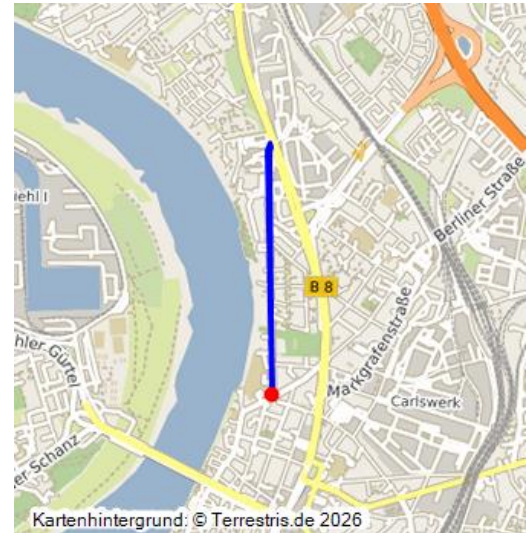 iehl I
Berliner Straße
B 8
Markgrafenstraße
hler-Gürtel
Carlswerk
er-Schanz
Kartenhintergrund: © Terrestris.de 2026